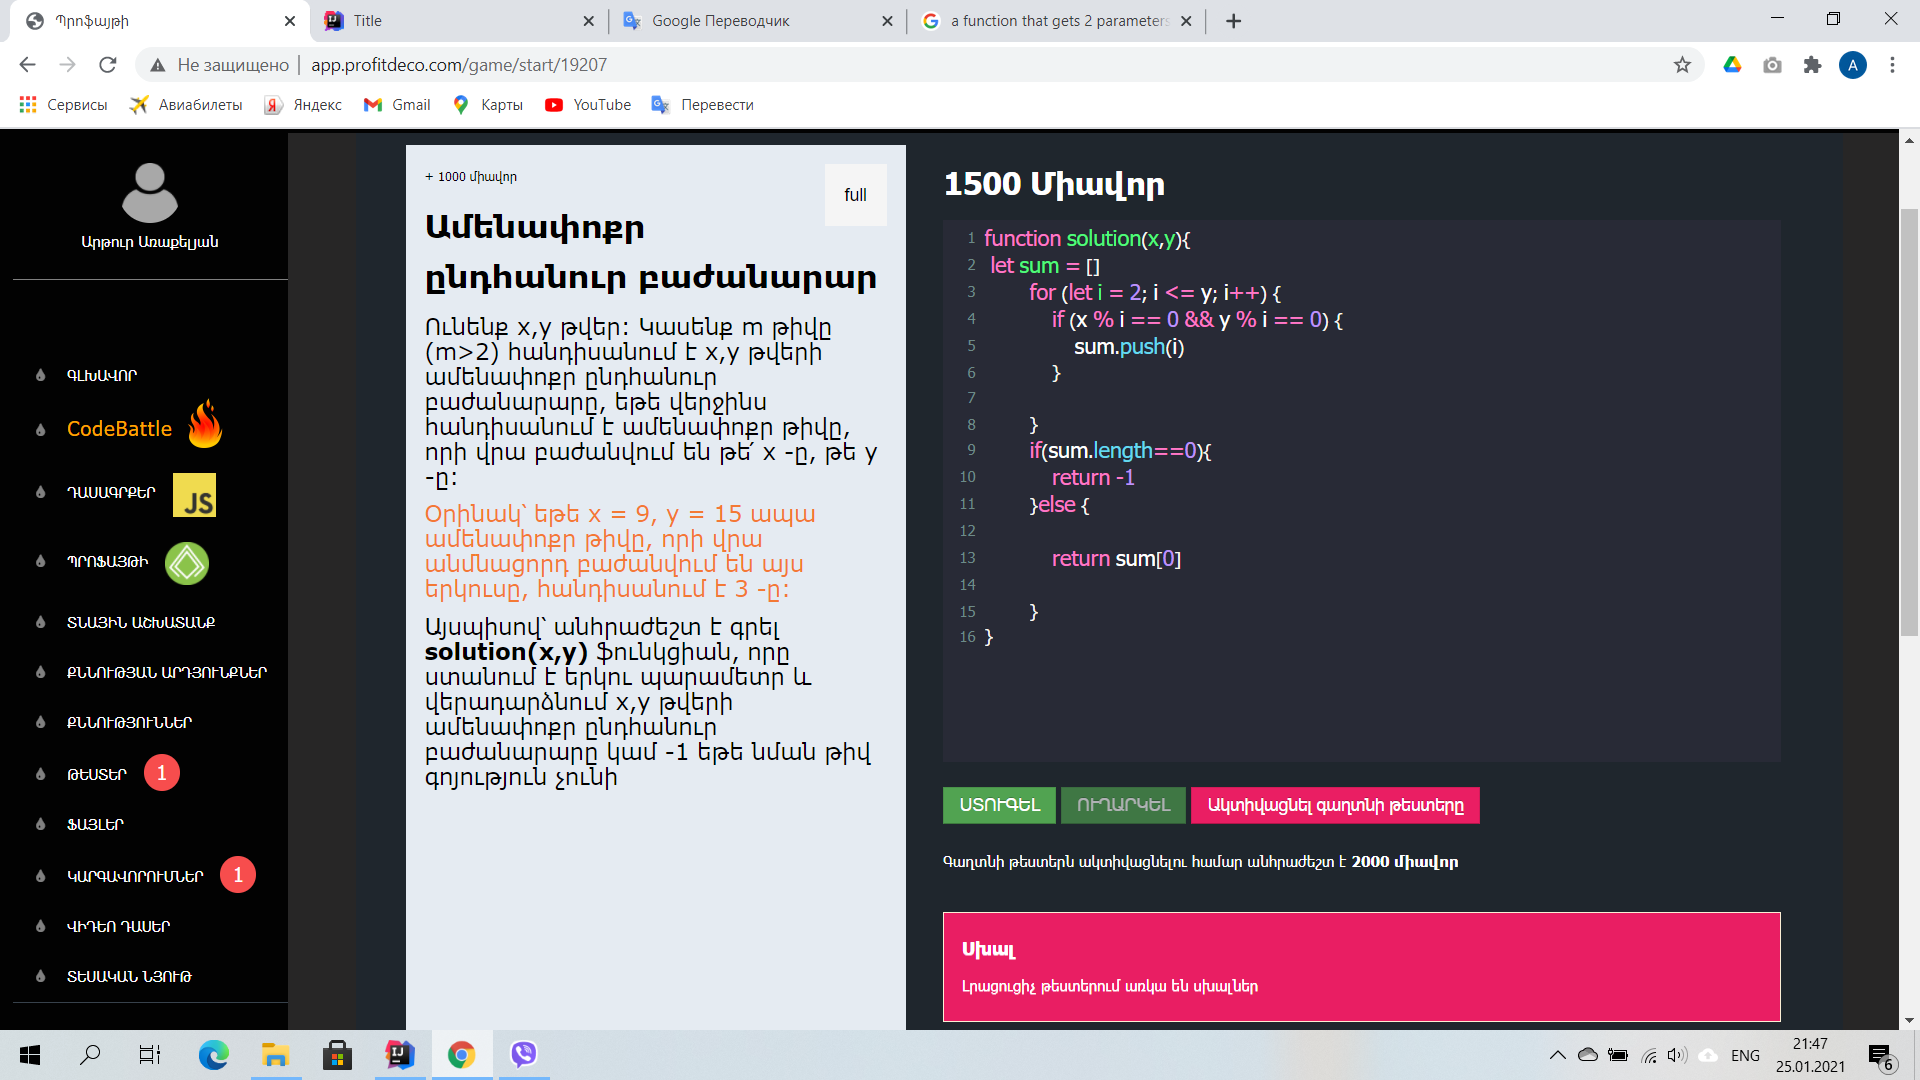 Պրոֆայլի
Title
Google Переводчик
a function that gets 2 parameters
Не защищено
app.profitdeco.com/game/start/19207
A
Сервисы
Авиабилеты
Яндекс
Gmail
Карты
YouTube
Перевести
Արթուր Առաքելյան
ԳԼԽԱՎՈՐ
CodeBattle
ԴԱՍԱԳՐՔԵՐ
JS
ՊՐՈՖԱՅԹԻ
ՏՆԱՅԻՆ ԱՇԽԱՏԱՆՔ
ՔՆՆՈՒԹՅԱՆ ԱՐԴՅՈՒՆՔՆԵՐ
ՔՆՆՈՒԹՅՈՒՆՆԵՐ
ԹԵՍՏԵՐ
1
ՖԱՅԼԵՐ
ԿԱՐԳԱՎՈՐՈՒՄՆԵՐ
1
ՎԻԴԵՈ ԴԱՍԵՐ
ՏԵՍԱԿԱՆ ՆՅՈՒԹ
+ 1000 միավոր
full
Ամենափոքր
ընդհանուր բաժանարար
Ունենք x,y թվեր: Կասենք m թիվը
(m>2) հանդիսանում է x,y թվերի
ամենափոքր ընդհանուր
բաժանարարը, եթե վերջինս
հանդիսանում է ամենափոքր թիվը,
որի վրա բաժանվում են թե՛ x -ը, թե y
-ը:
Օրինակ՝ եթե x = 9, y = 15 ապա
ամենափոքր թիվը, որի վրա
անմնացորդ բաժանվում են այս
երկուսը, հանդիսանում է 3 -ը:
Այսպիսով՝ անհրաժեշտ է գրել
solution(x,y) ֆունկցիան, որը
ստանում է երկու պարամետր և
վերադարձնում x,y թվերի
ամենափոքր ընդհանուր
բաժանարարը կամ -1 եթե նման թիվ
գոյություն չունի
1500 Միավոր
1 function solution(x,y){
2 let sum = []
3 for (let i = 2; i <= y; i++) {
4 if (x % i == 0 && y % i == 0) {
5 sum.push(i)
6 }
7
8 }
9 if(sum.length==0){
10 return -1
11 }else {
12
13 return sum[0]
14
15 }
16 }
ՍՏՈՒԳԵԼ
ՈՒՂԱՐԿԵԼ
Ակտիվացնել գաղտնի թեստերը
Գաղտնի թեստերն ակտիվացնելու համար անհրաժեշտ է 2000 միավոր
Սխալ
Լրացուցիչ թեստերում առկա են սխալներ
ENG
21:47
25.01.2021
6